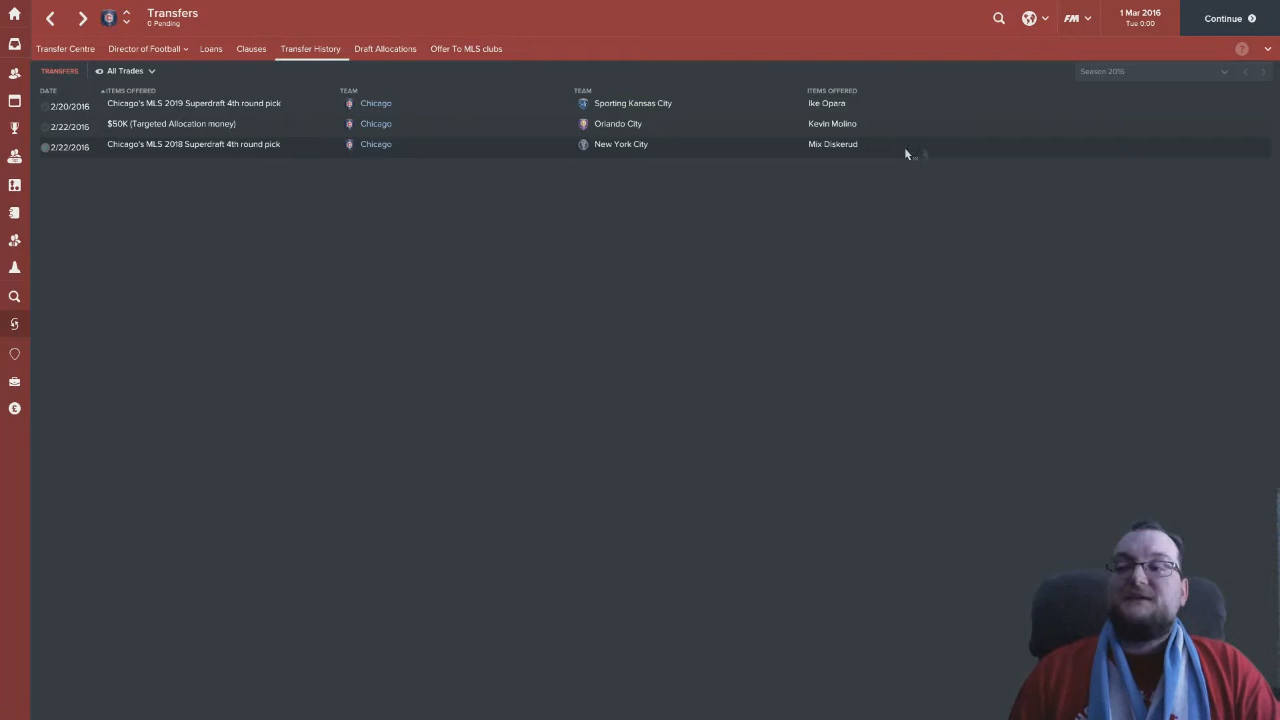 Transfers
0 Pending
FM
1 Mar 2016
Tue 0:00
Continue
Transfer Centre
Director of Football
Loans
Clauses
Transfer History
Draft Allocations
Offer To MLS clubs
?
TRANSFERS
All Trades
Season 2016
DATE ITEMS OFFERED TEAM TEAM ITEMS OFFERED
2/20/2016 Chicago's MLS 2019 Superdraft 4th round pick Chicago Sporting Kansas City Ike Opara
2/22/2016 $50K (Targeted Allocation money) Chicago Orlando City Kevin Molino
2/22/2016 Chicago's MLS 2018 Superdraft 4th round pick Chicago New York City Mix Diskerud